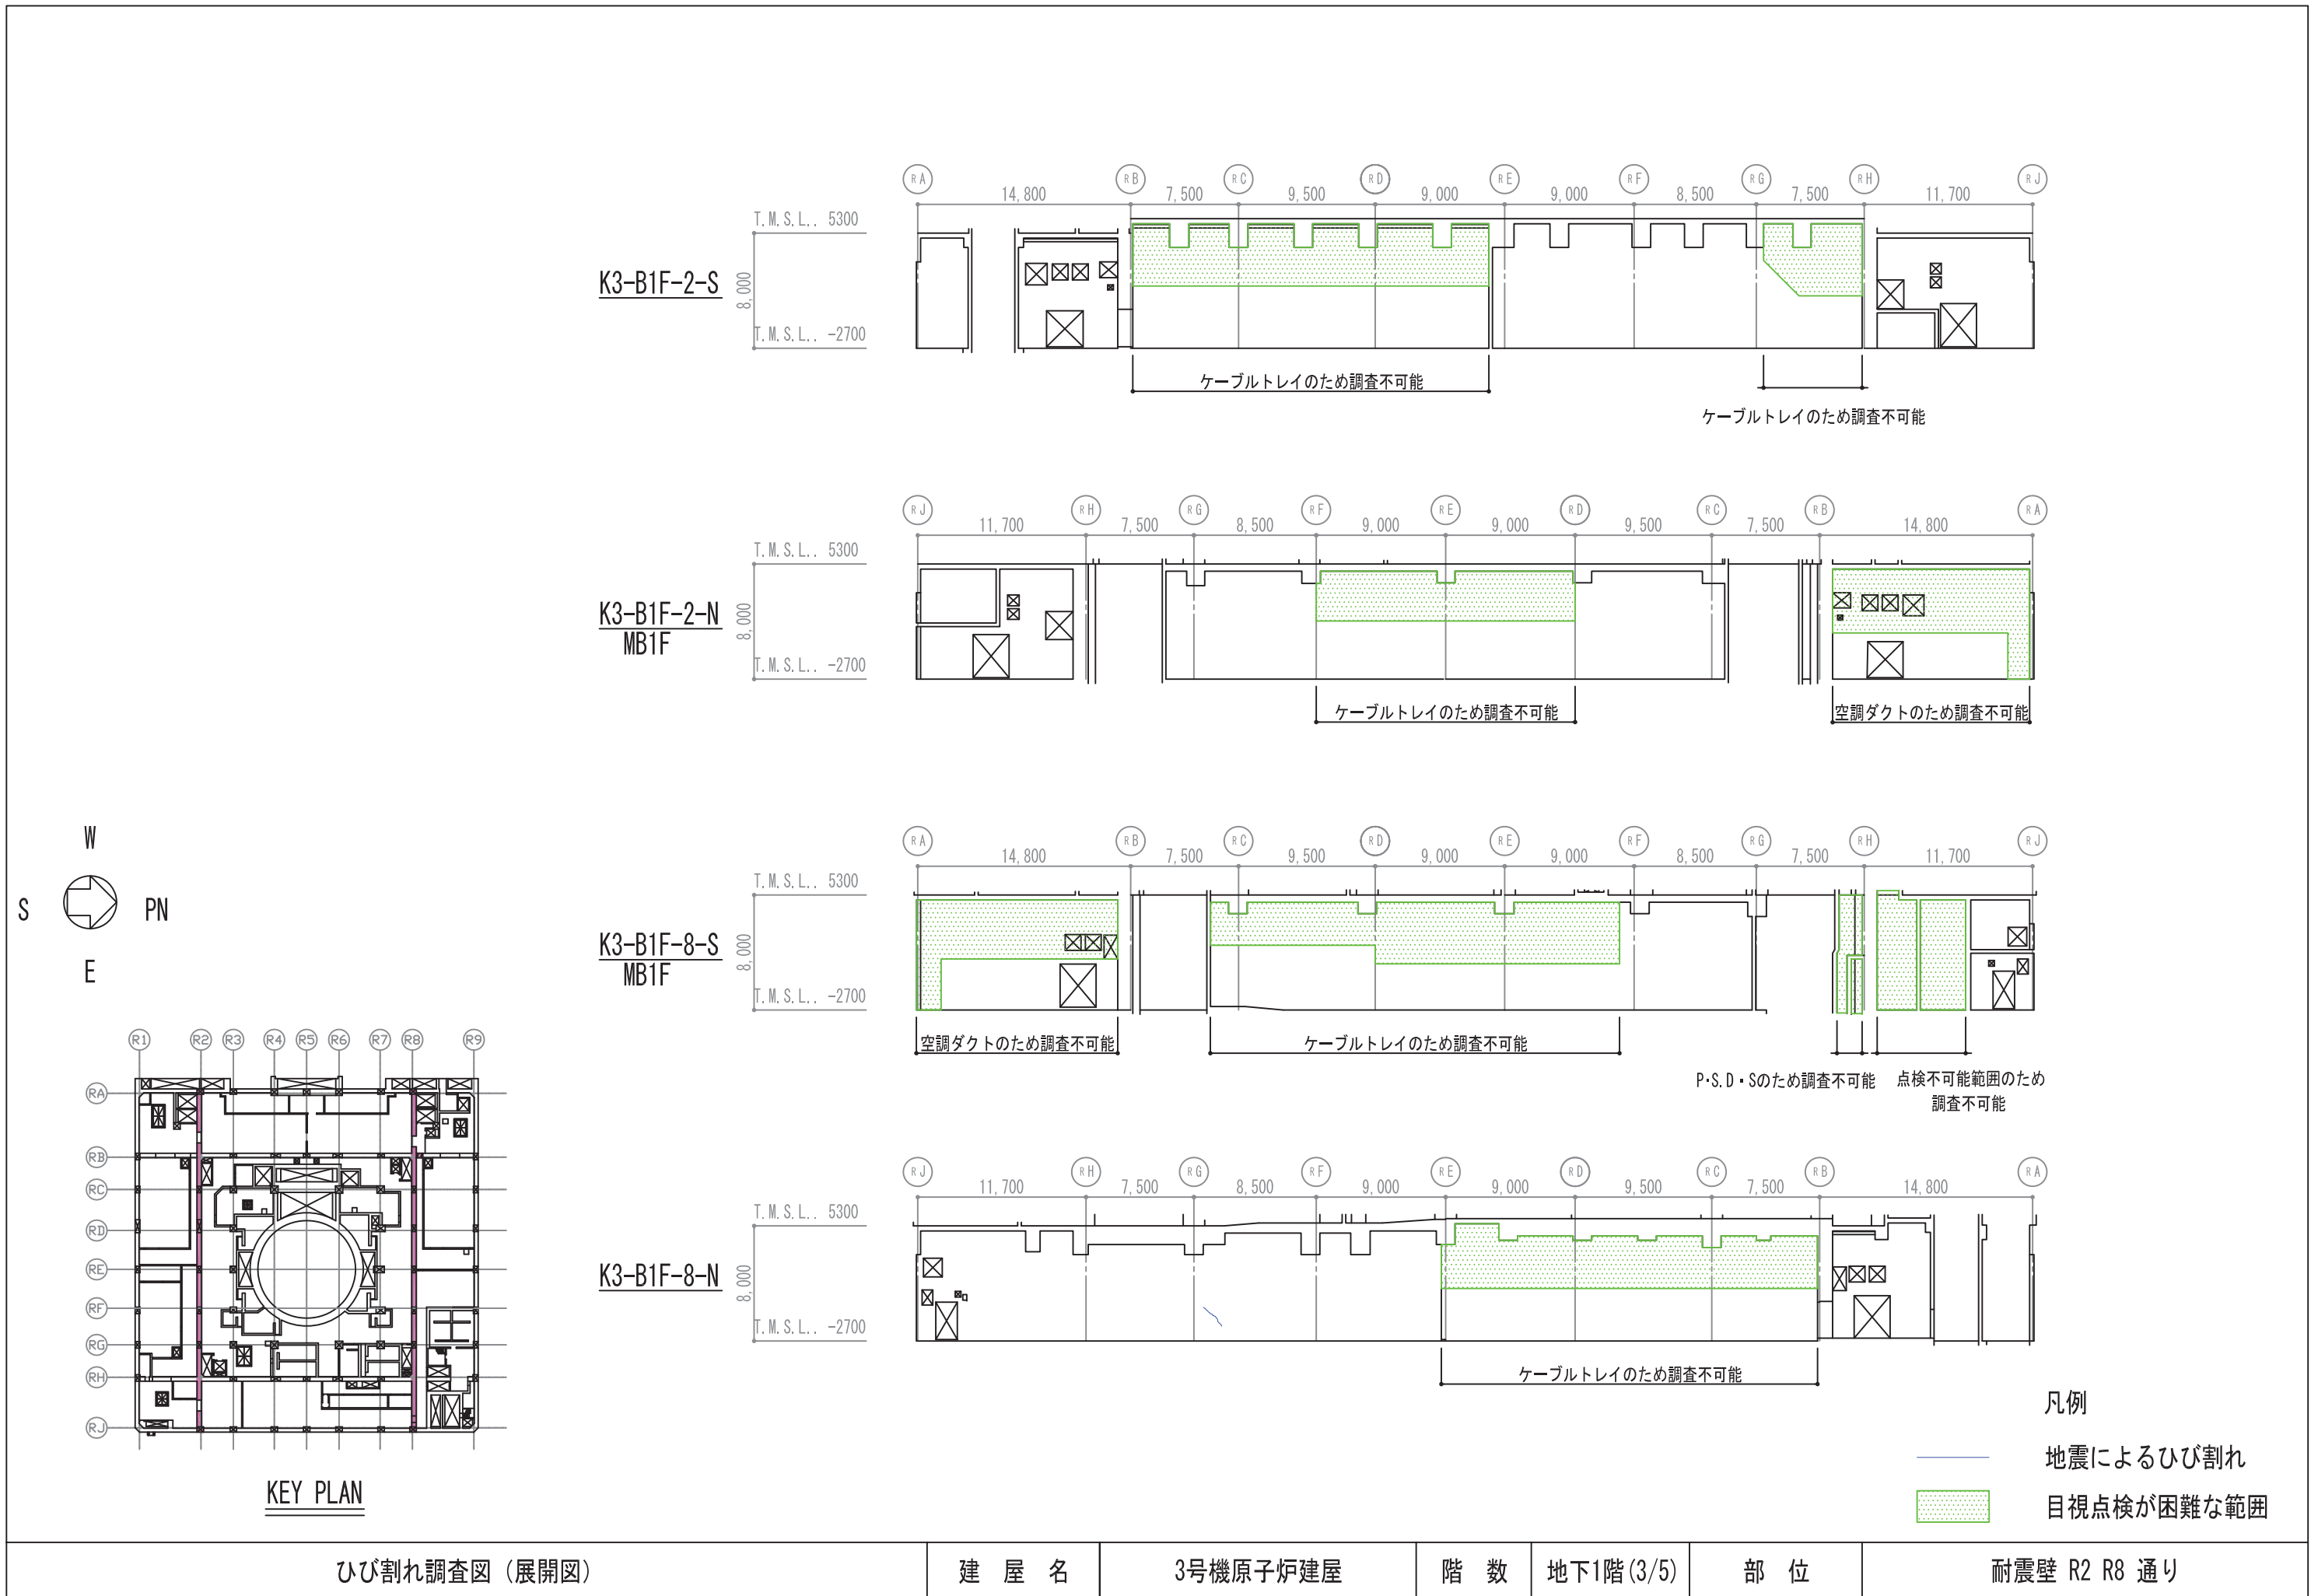 RA RB RC RD RE RF RG RH RJ
14,800 7,500 9,500 9,000 9,000 8,500 7,500 11,700
T.M.S.L.. 5300
K3-B1F-2-S
8,000
T.M.S.L.. -2700
ケーブルトレイのため調査不可能
ケーブルトレイのため調査不可能
RJ RH RG RF RE RD RC RB RA
11,700 7,500 8,500 9,000 9,000 9,500 7,500 14,800
T.M.S.L.. 5300
K3-B1F-2-N
MB1F
8,000
T.M.S.L.. -2700
ケーブルトレイのため調査不可能 空調ダクトのため調査不可能
RA RB RC RD RE RF RG RH RJ
14,800 7,500 9,500 9,000 9,000 8,500 7,500 11,700
T.M.S.L.. 5300
K3-B1F-8-S
MB1F
8,000
T.M.S.L.. -2700
空調ダクトのため調査不可能 ケーブルトレイのため調査不可能
P・S.D・Sのため調査不可能 点検不可能範囲のため
調査不可能
RJ RH RG RF RE RD RC RB RA
11,700 7,500 8,500 9,000 9,000 9,500 7,500 14,800
T.M.S.L.. 5300
K3-B1F-8-N
8,000
T.M.S.L.. -2700
ケーブルトレイのため調査不可能
W
S PN
E
R1 R2 R3 R4 R5 R6 R7 R8 R9
RA
RB
RC
RD
RE
RF
RG
RH
RJ
KEY PLAN
凡例
地震によるひび割れ
目視点検が困難な範囲
ひび割れ調査図(展開図) 建屋名 3号機原子炉建屋 階数 地下1階(3/5) 部位 耐震壁 R2 R8 通り